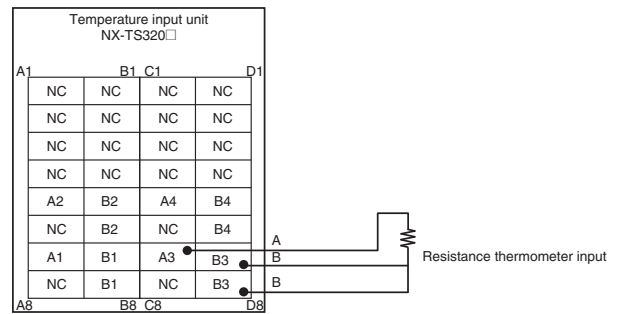 Temperature input unit
NX-TS320□
A1 B1 C1 D1
NC NC NC NC
NC NC NC NC
NC NC NC NC
NC NC NC NC
A2 B2 A4 B4
NC B2 NC B4
A
A1 B1 A3 B3
B
Resistance thermometer input
NC B1 NC B3
B
A8 B8 C8 D8